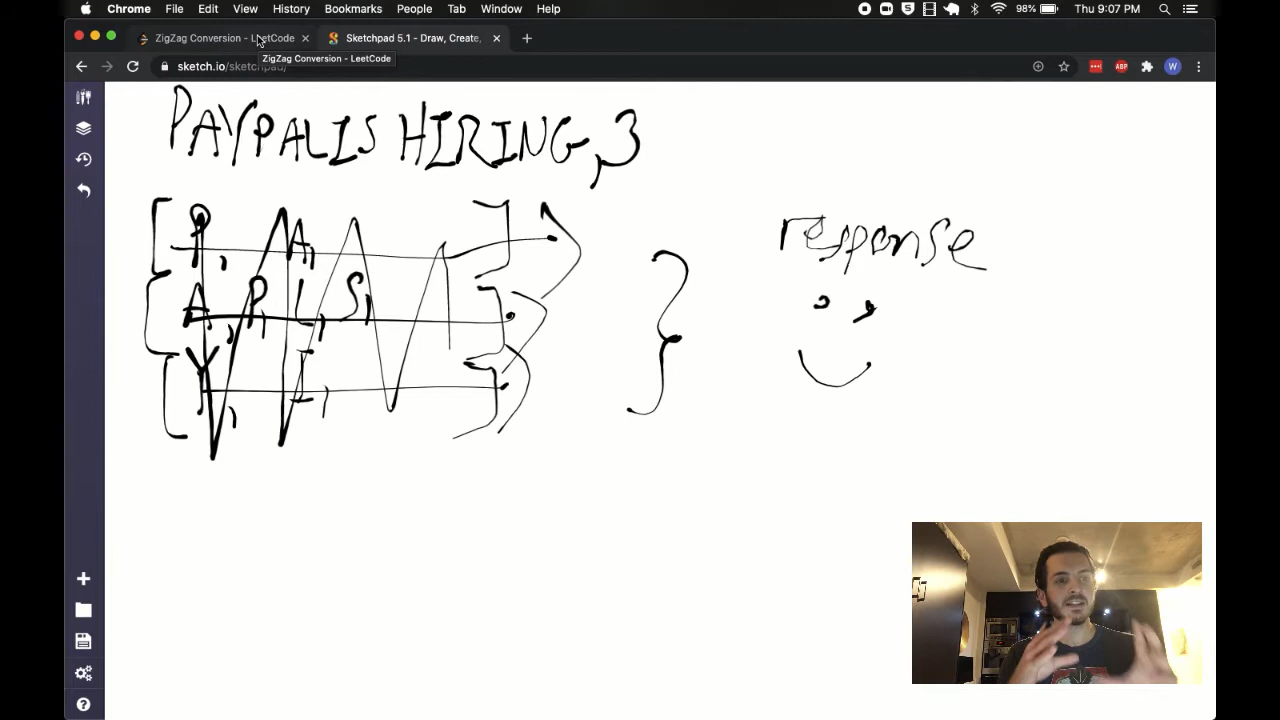 Chrome File Edit View History Bookmarks People Tab Window Help 98% Thu 9:07 PM
ZigZag Conversion - LeetCode Sketchpad 5.1 - Draw, Create,
ZigZag Conversion - LeetCode
sketch.io/sketchpad/
W
PAYPALISHIRING, 3
[P, A, ]
[A, P, L, S, ]
[Y, I, ]
response